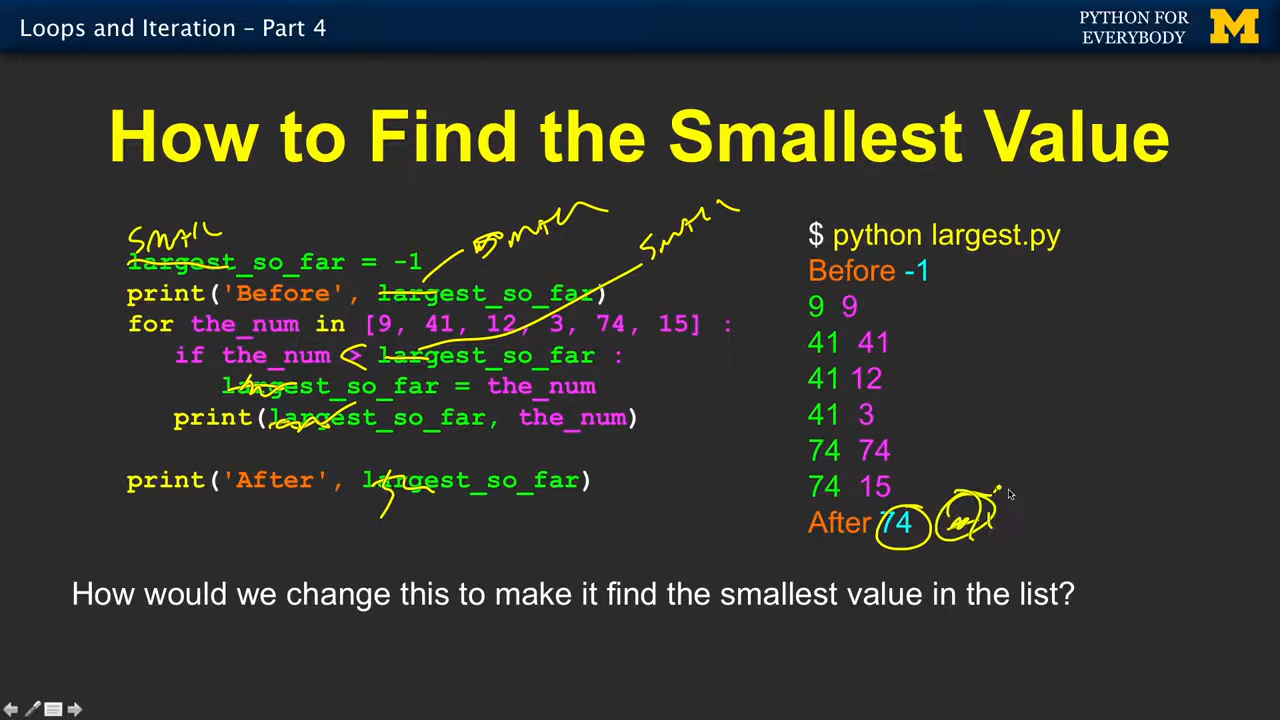 Loops and Iteration – Part 4
PYTHON FOR
EVERYBODY
M
How to Find the Smallest Value
SMALL
SMALL
SMALL
largest_so_far = -1
print('Before', largest_so_far)
for the_num in [9, 41, 12, 3, 74, 15] :
if the_num < > largest_so_far :
largest_so_far = the_num
print(largest_so_far, the_num)
print('After', largest_so_far)
$ python largest.py
Before -1
9 9
41 41
41 12
41 3
74 74
74 15
After 74
How would we change this to make it find the smallest value in the list?